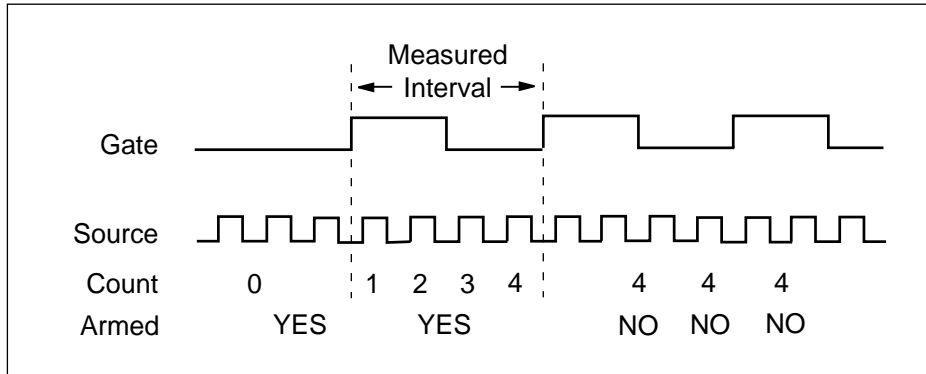 Measured
Interval
Gate
Source
Count 0 1 2 3 4 4 4 4
Armed YES YES NO NO NO